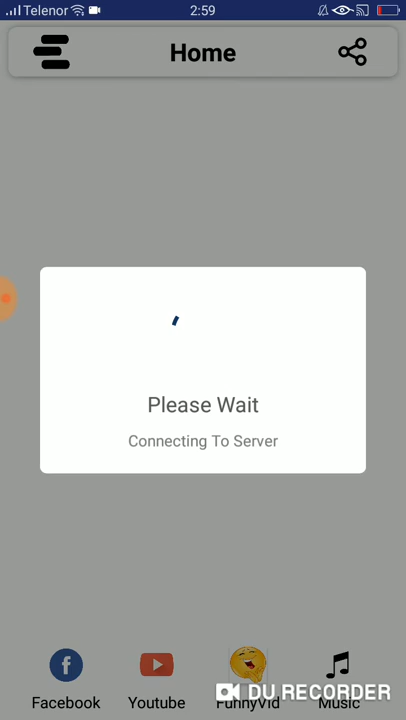 Telenor 2:59
Home
Please Wait
Connecting To Server
Facebook Youtube FunnyVid Music
DU RECORDER